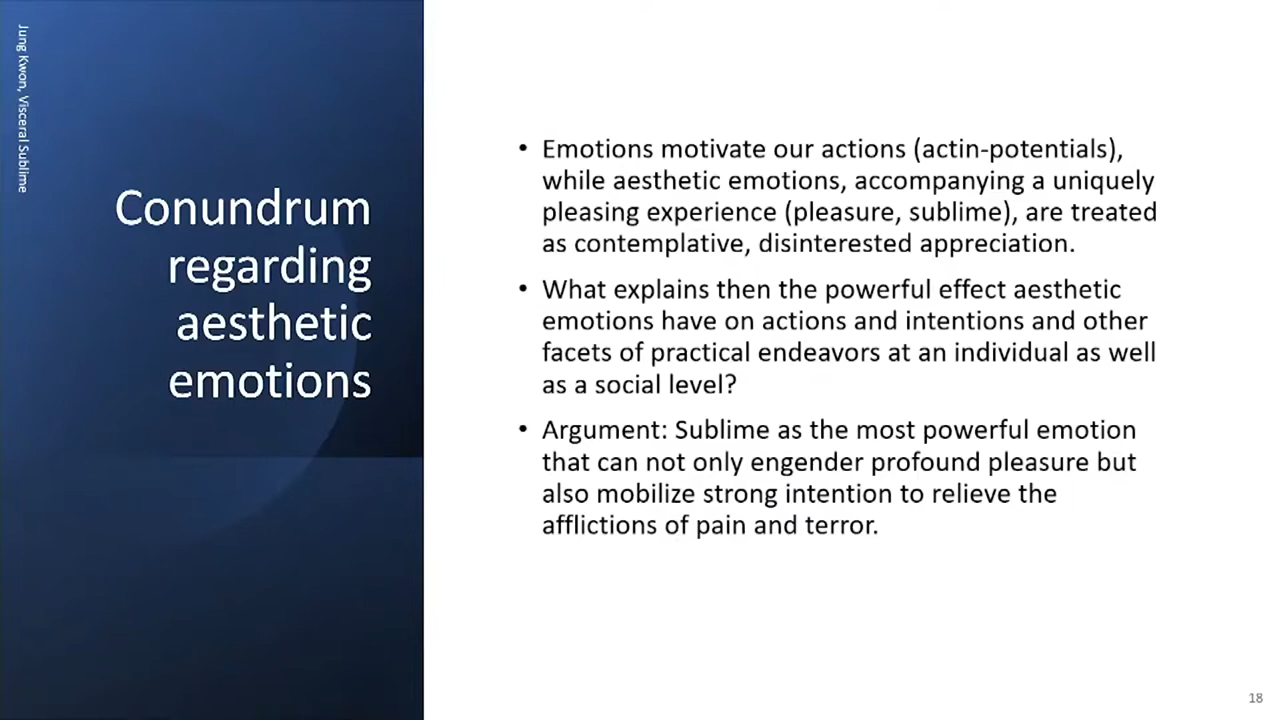 Jung Kwon, Visceral Sublime
Conundrum
regarding
aesthetic
emotions
• Emotions motivate our actions (actin-potentials),
while aesthetic emotions, accompanying a uniquely
pleasing experience (pleasure, sublime), are treated
as contemplative, disinterested appreciation.
• What explains then the powerful effect aesthetic
emotions have on actions and intentions and other
facets of practical endeavors at an individual as well
as a social level?
• Argument: Sublime as the most powerful emotion
that can not only engender profound pleasure but
also mobilize strong intention to relieve the
afflictions of pain and terror.
18